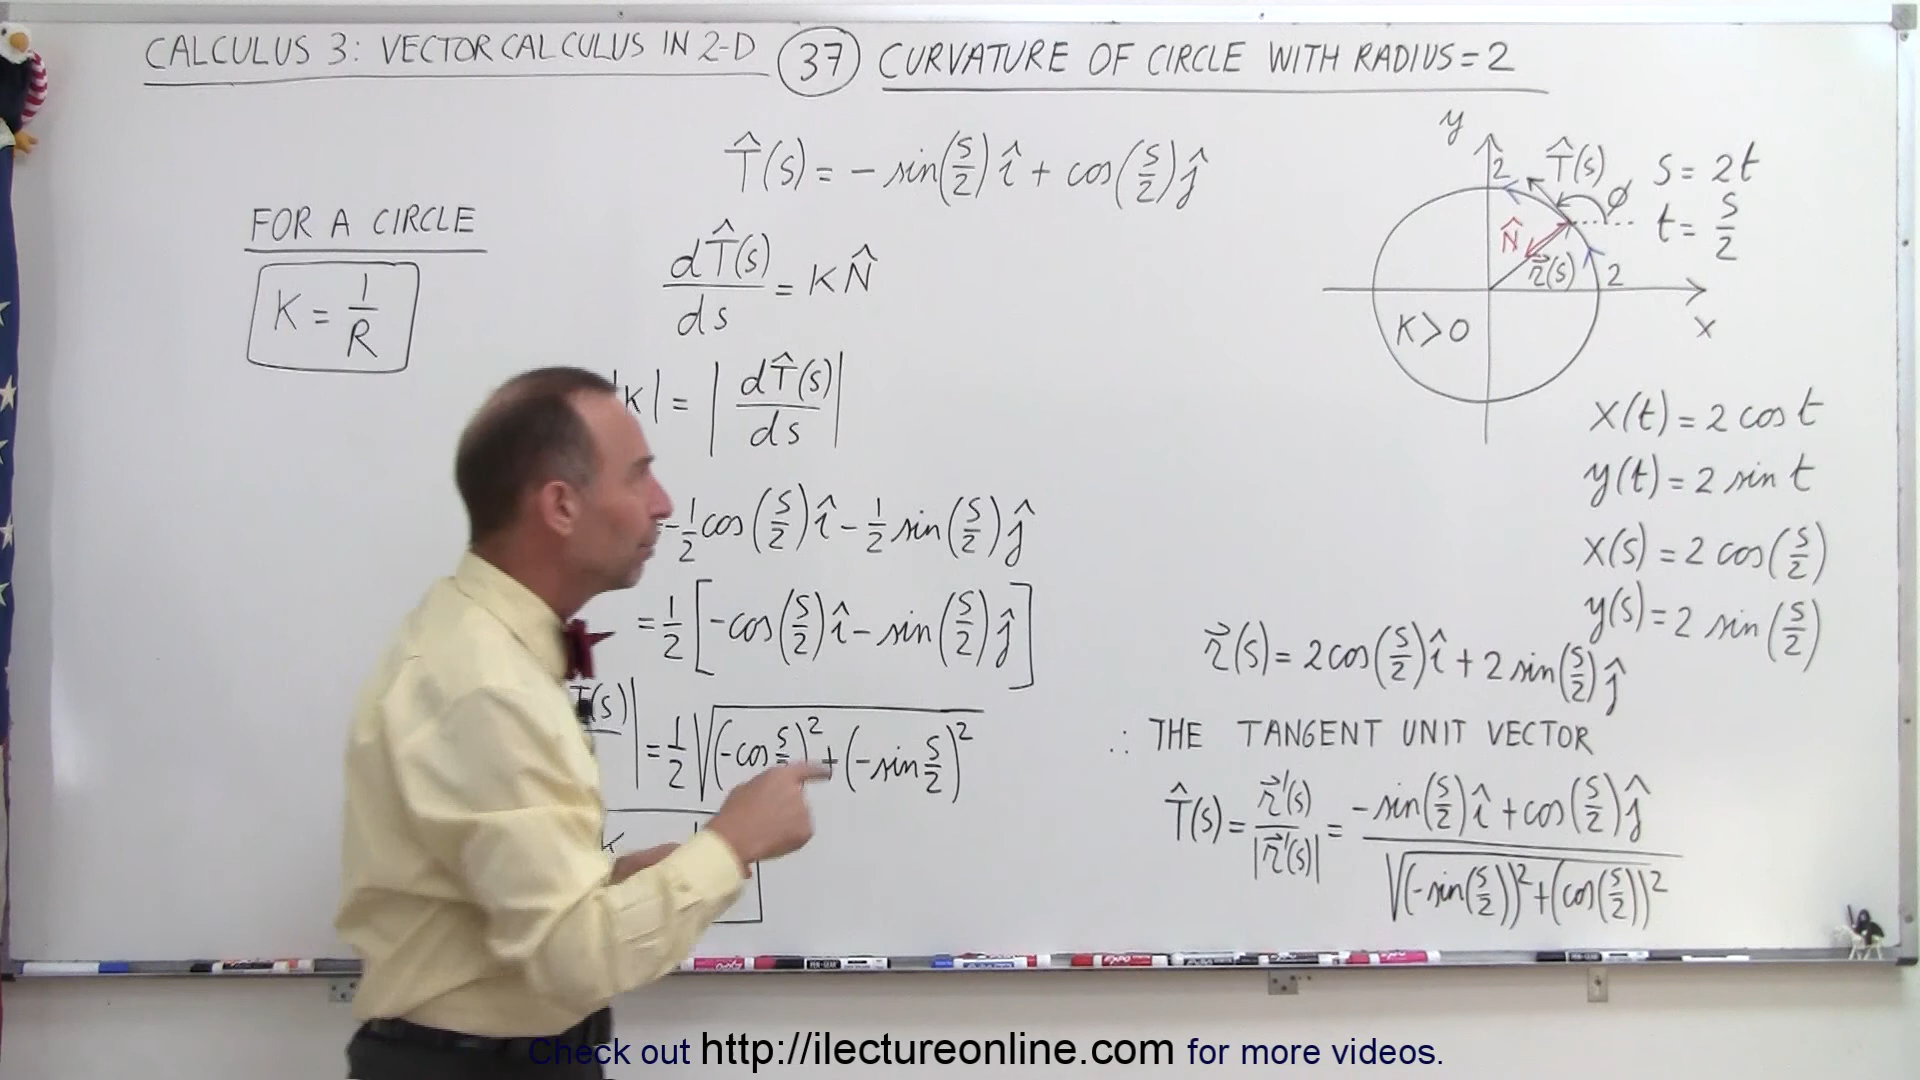 CALCULUS 3: VECTOR CALCULUS IN 2-D (37) CURVATURE OF CIRCLE WITH RADIUS = 2
T̂(s) = - sin(s/2) î + cos(s/2) ĵ
FOR A CIRCLE
K = 1/R
dT̂(s)/ds = K N̂
|K| = |dT̂(s)/ds|
= -1/2 cos(s/2) î - 1/2 sin(s/2) ĵ
= 1/2 [-cos(s/2) î - sin(s/2) ĵ]
T(s)| = 1/2 √((-cos s/2)² + (-sin s/2)²)
K
y
2
T̂(s)
φ
N̂
r⃗(s)
2
x
K > 0
s = 2t
t = s/2
x(t) = 2 cos t
y(t) = 2 sin t
x(s) = 2 cos(s/2)
y(s) = 2 sin(s/2)
r⃗(s) = 2cos(s/2) î + 2 sin(s/2) ĵ
∴ THE TANGENT UNIT VECTOR
T̂(s) = r⃗'(s)/|r⃗'(s)| = (-sin(s/2) î + cos(s/2) ĵ)/√((-sin(s/2))² + (cos(s/2))²)
Check out http://ilectureonline.com for more videos.